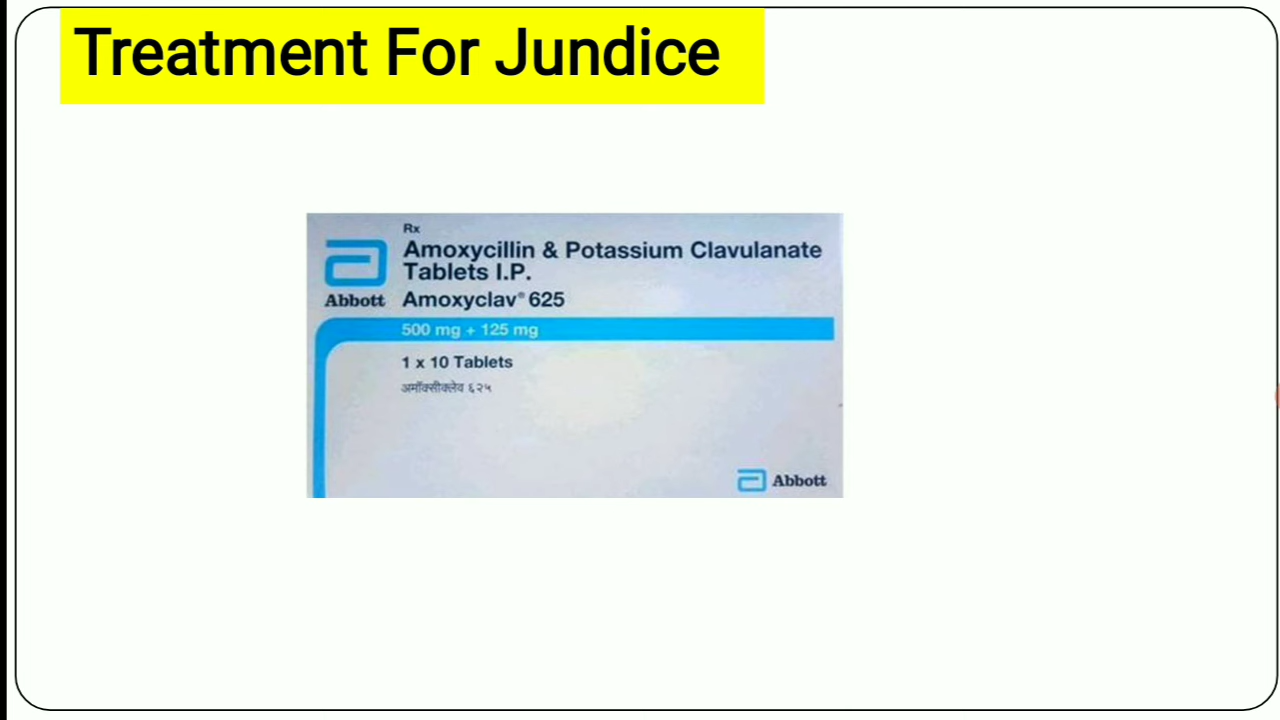 Treatment For Jundice
Rx
Amoxycillin & Potassium Clavulanate
Tablets I.P.
Abbott
Amoxyclav® 625
500 mg + 125 mg
1 x 10 Tablets
अमॉक्सीक्लेव ६२५
Abbott